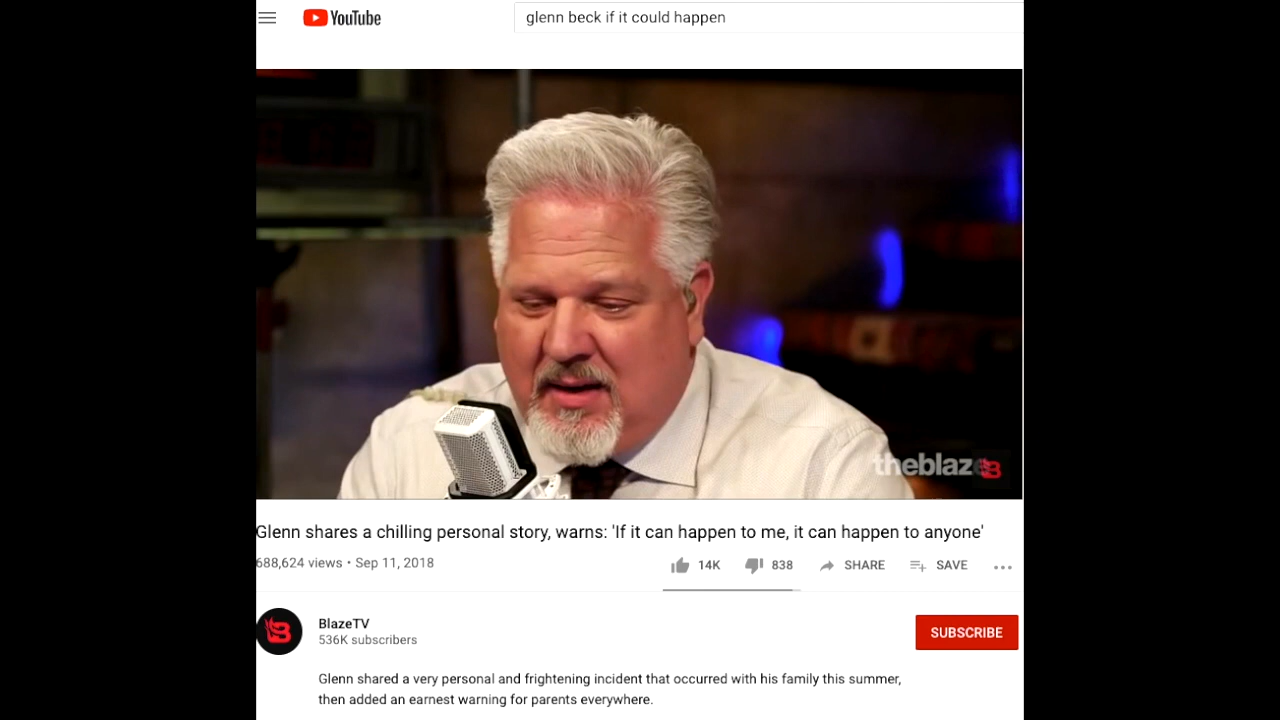 YouTube
glenn beck if it could happen
theblaze
Glenn shares a chilling personal story, warns: 'If it can happen to me, it can happen to anyone'
688,624 views • Sep 11, 2018
14K 838 SHARE SAVE ...
BlazeTV
536K subscribers
SUBSCRIBE
Glenn shared a very personal and frightening incident that occurred with his family this summer,
then added an earnest warning for parents everywhere.